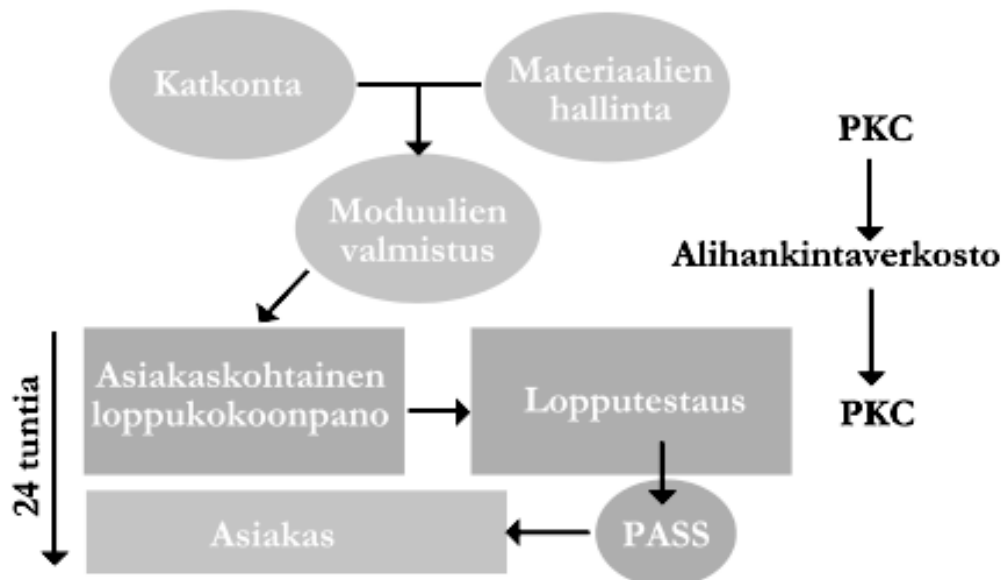 Katkonta
Materiaalien
hallinta
PKC
Moduulien
valmistus
Alihankintaverkosto
24 tuntia
Asiakaskohtainen
loppukokoonpano
Lopputestaus
PKC
Asiakas
PASS